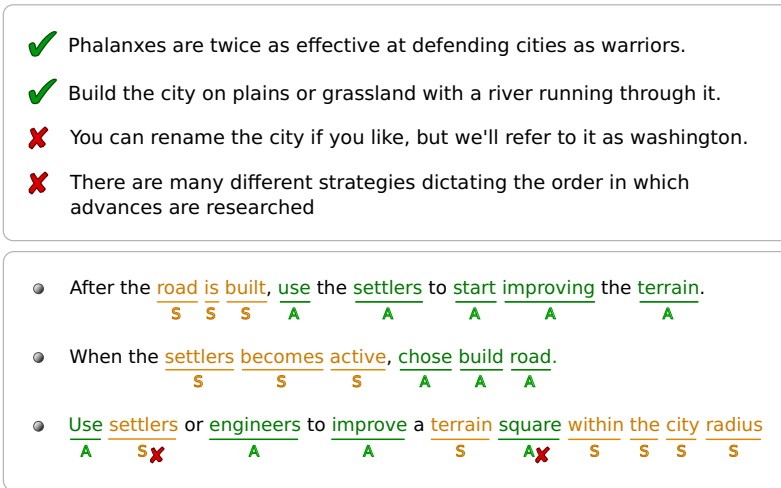 Phalanxes are twice as effective at defending cities as warriors.
Build the city on plains or grassland with a river running through it.
You can rename the city if you like, but we'll refer to it as washington.
There are many different strategies dictating the order in which
advances are researched
After the road is built, use the settlers to start improving the terrain.
S S S A A A A A
When the settlers becomes active, chose build road.
S S S A A A
Use settlers or engineers to improve a terrain square within the city radius
A S A A S A S S S S